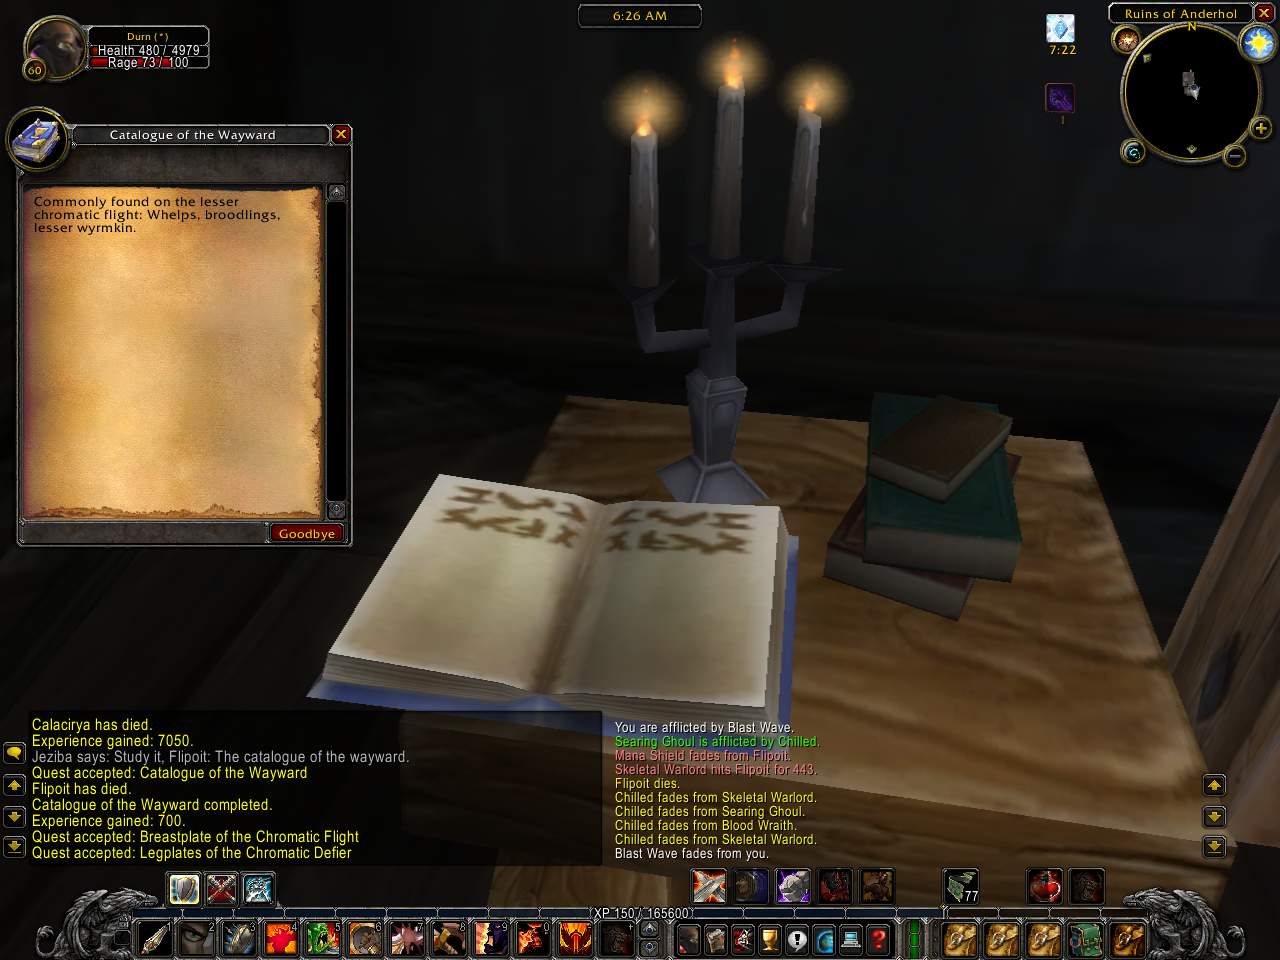 6:26 AM
Ruins of Anderhol
N
7:22
1
Durn (*)
Health 480 / 4979
Rage 73 / 100
60
Catalogue of the Wayward
Commonly found on the lesser
chromatic flight: Whelps, broodlings,
lesser wyrmkin.
Goodbye
Calacirya has died.
Experience gained: 7050.
Jeziba says: Study it, Flipoit: The catalogue of the wayward.
Quest accepted: Catalogue of the Wayward
Flipoit has died.
Catalogue of the Wayward completed.
Experience gained: 700.
Quest accepted: Breastplate of the Chromatic Flight
Quest accepted: Legplates of the Chromatic Defier
You are afflicted by Blast Wave.
Searing Ghoul is afflicted by Chilled.
Mana Shield fades from Flipoit.
Skeletal Warlord hits Flipoit for 443.
Flipoit dies.
Chilled fades from Skeletal Warlord.
Chilled fades from Searing Ghoul.
Chilled fades from Blood Wraith.
Chilled fades from Skeletal Warlord.
Blast Wave fades from you.
77
XP 150 / 165600